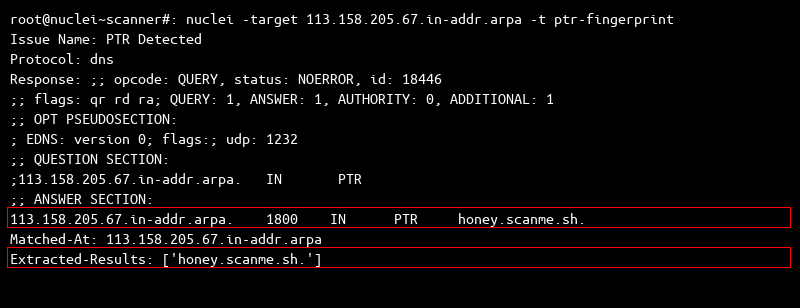 root@nuclei~scanner#: nuclei -target 113.158.205.67.in-addr.arpa -t ptr-fingerprint
Issue Name: PTR Detected
Protocol: dns
Response: ;; opcode: QUERY, status: NOERROR, id: 18446
;; flags: qr rd ra; QUERY: 1, ANSWER: 1, AUTHORITY: 0, ADDITIONAL: 1
;; OPT PSEUDOSECTION:
; EDNS: version 0; flags:; udp: 1232
;; QUESTION SECTION:
;113.158.205.67.in-addr.arpa.   IN       PTR
;; ANSWER SECTION:
113.158.205.67.in-addr.arpa.    1800    IN      PTR     honey.scanme.sh.
Matched-At: 113.158.205.67.in-addr.arpa
Extracted-Results: ['honey.scanme.sh.']